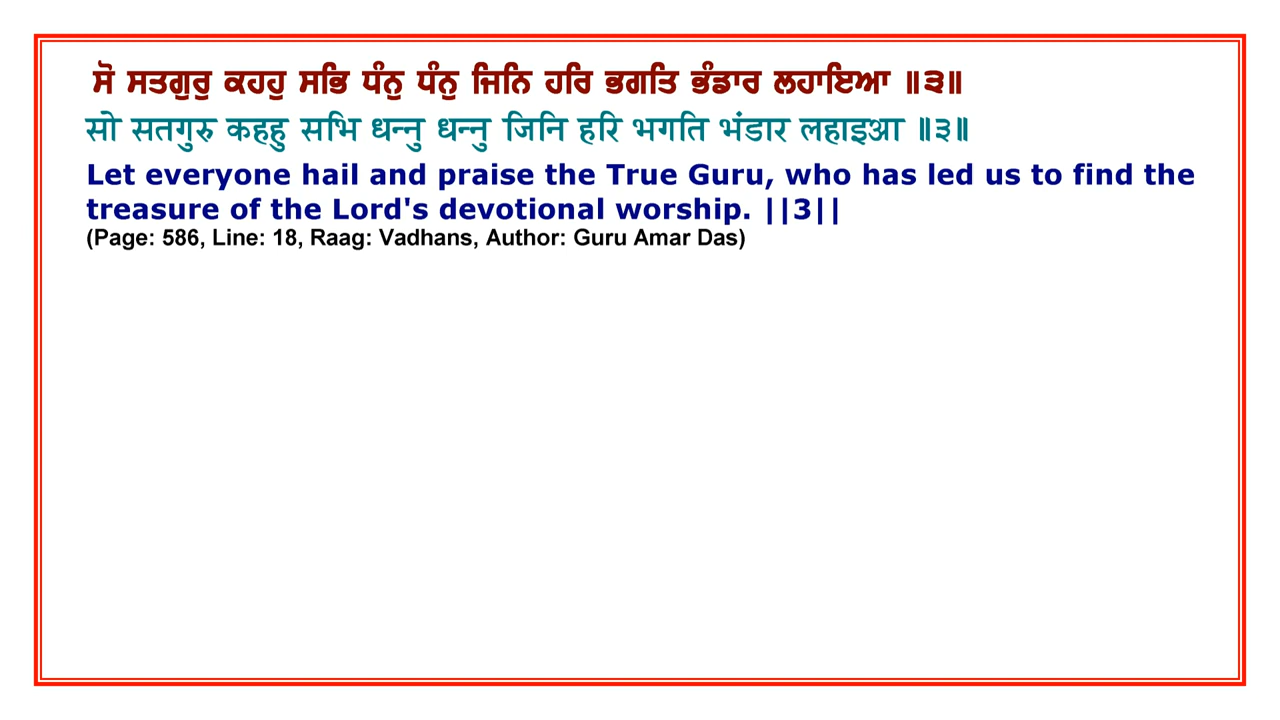 ਸੋ ਸਤਗੁਰੁ ਕਹਹੁ ਸਭਿ ਧੰਨੁ ਧੰਨੁ ਜਿਨਿ ਹਰਿ ਭਗਤਿ ਭੰਡਾਰ ਲਹਾਇਆ ॥੩॥
सो सतगुरु कहहु सभि धन्नु धन्नु जिनि हरि भगति भंडार लहाइआ ॥३॥
Let everyone hail and praise the True Guru, who has led us to find the
treasure of the Lord's devotional worship. ||3||
(Page: 586, Line: 18, Raag: Vadhans, Author: Guru Amar Das)